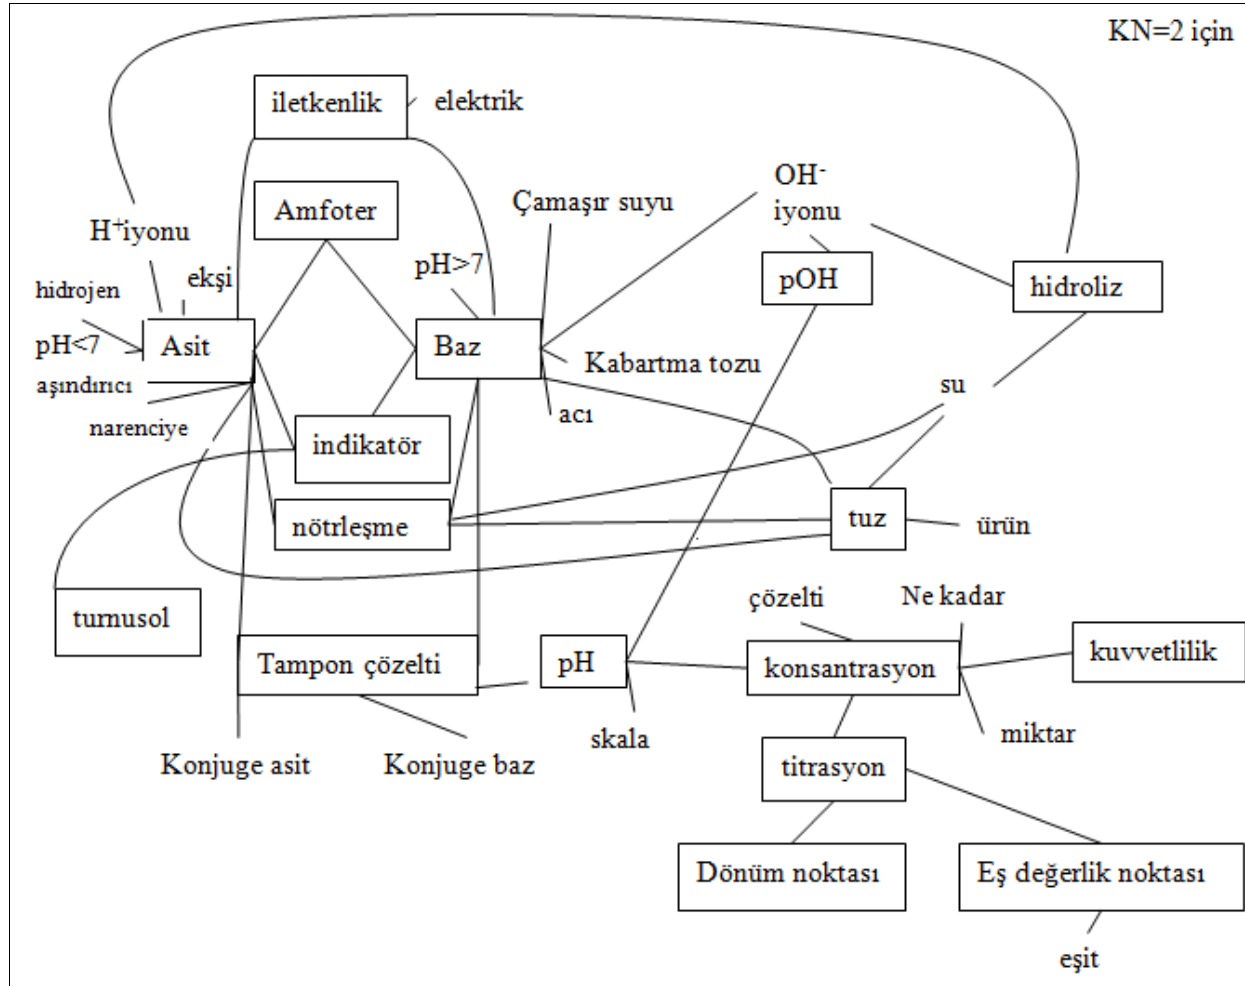 KN=2 için
iletkenlik
elektrik
Amfoter
Çamaşır suyu
OH-
iyonu
H+iyonu
ekşi
pH>7
pOH
hidroliz
hidrojen
pH<7
Asit
Baz
Kabartma tozu
aşındırıcı
su
narenciye
acı
indikatör
nötrleşme
tuz
ürün
turnusol
çözelti
Ne kadar
Tampon çözelti
pH
konsantrasyon
kuvvetlilik
skala
miktar
Konjuge asit
Konjuge baz
titrasyon
Dönüm noktası
Eş değerlik noktası
eşit